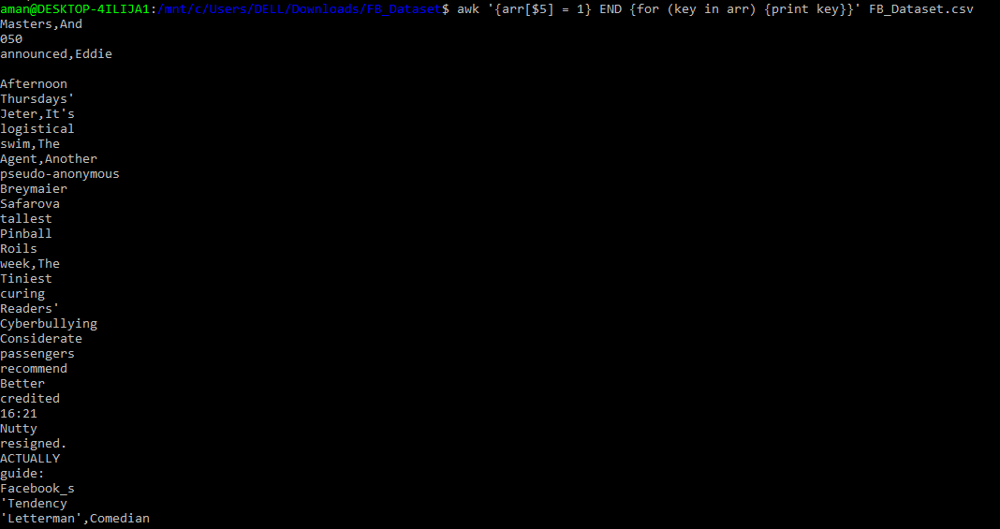 aman@DESKTOP-4ILIJA1:/mnt/c/Users/DELL/Downloads/FB_Dataset$ awk '{arr[$5] = 1} END {for (key in arr) {print key}}' FB_Dataset.csv
Masters,And
050
announced,Eddie

Afternoon
Thursdays'
Jeter,It's
logistical
swim,The
Agent,Another
pseudo-anonymous
Breymaier
Safarova
tallest
Pinball
Roils
week,The
Tiniest
curing
Readers'
Cyberbullying
Considerate
passengers
recommend
Better
credited
16:21
Nutty
resigned.
ACTUALLY
guide:
Facebook_s
'Tendency
'Letterman',Comedian